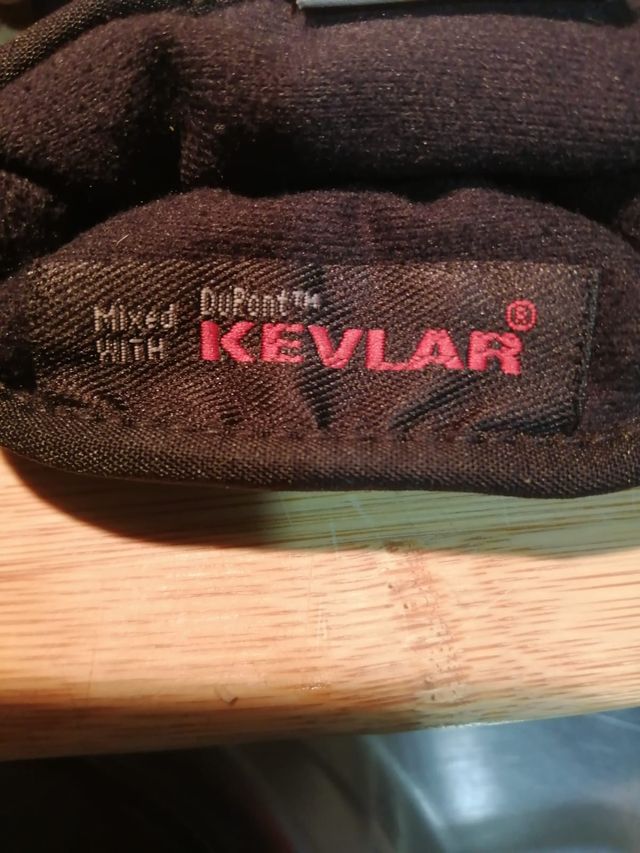 Mixed
WITH
DuPont™
KEVLAR®